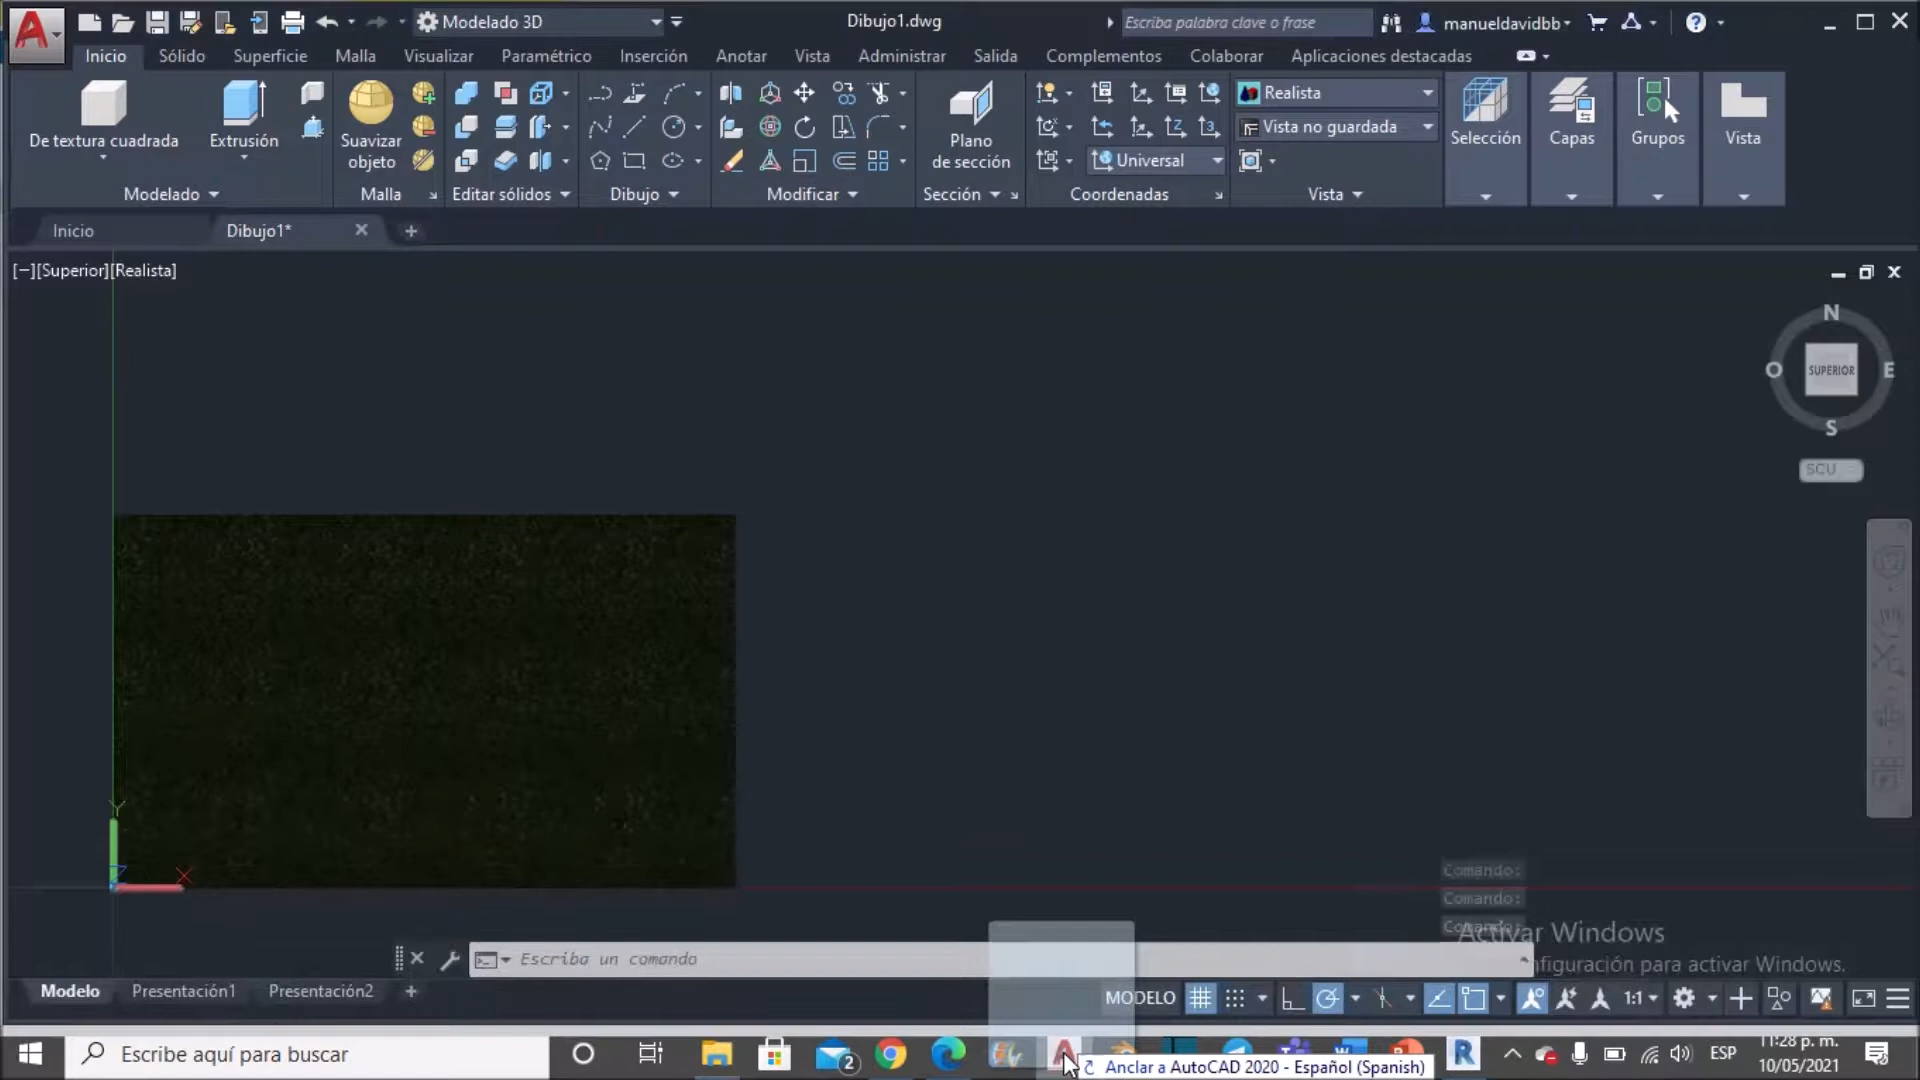 Modelado 3D
Dibujo1.dwg
Escriba palabra clave o frase
manueldavidbb
Inicio
Sólido
Superficie
Malla
Visualizar
Paramétrico
Inserción
Anotar
Vista
Administrar
Salida
Complementos
Colaborar
Aplicaciones destacadas
De textura cuadrada
Extrusión
Suavizar
objeto
Plano
de sección
Realista
Vista no guardada
Universal
Selección
Capas
Grupos
Vista
Modelado
Malla
Editar sólidos
Dibujo
Modificar
Sección
Coordenadas
Vista
Inicio
Dibujo1*
[−][Superior][Realista]
N
O
SUPERIOR
E
S
SCU
Y
X
Comando:
Comando:
Activar Windows
Escriba un comando
nfiguración para activar Windows.
Modelo
Presentación1
Presentación2
MODELO
1:1
Escribe aquí para buscar
2
Anclar a AutoCAD 2020 - Español (Spanish)
ESP
11:28 p. m.
10/05/2021